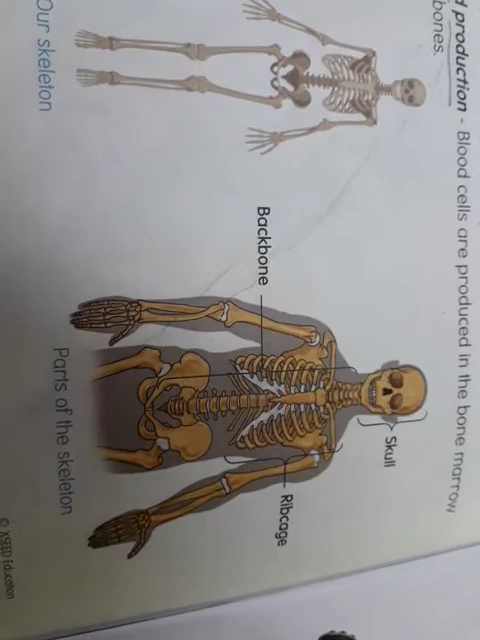 d production - Blood cells are produced in the bone marrow
bones.
Skull
Backbone
Ribcage
Our skeleton
Parts of the skeleton
© XSEED Education